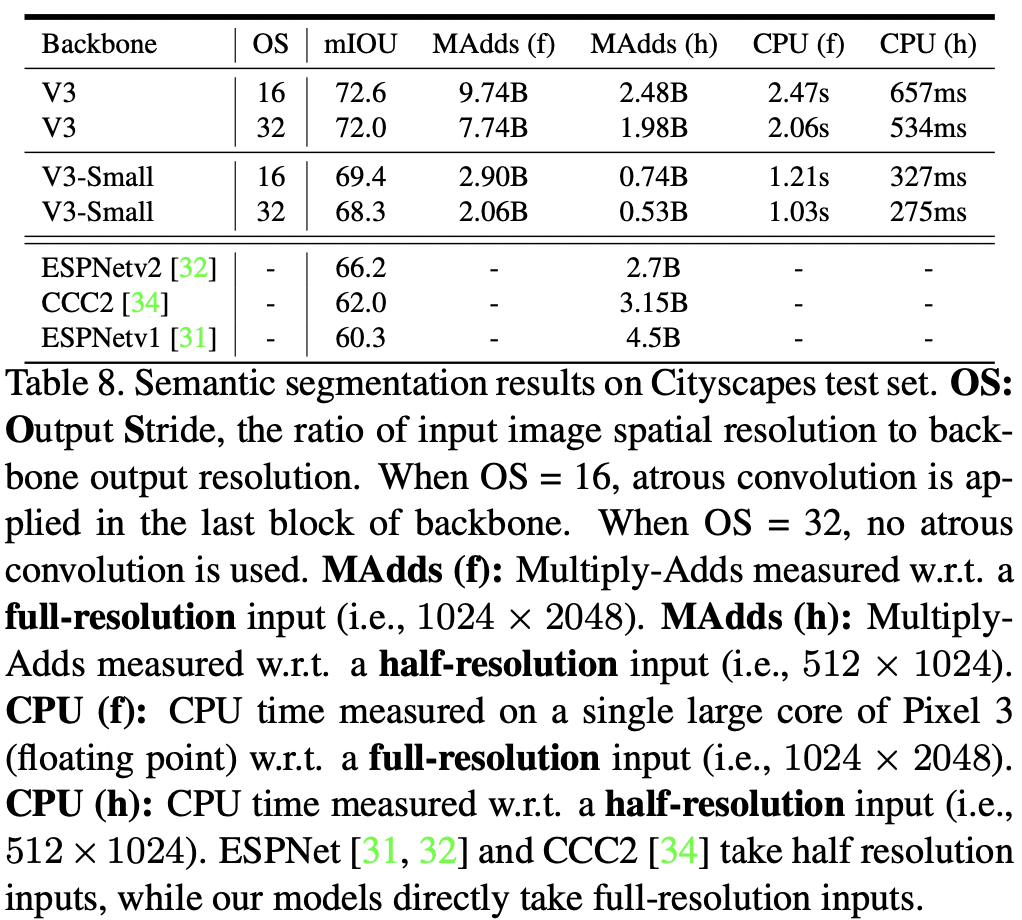 Backbone OS mIOU MAdds (f) MAdds (h) CPU (f) CPU (h)
V3 16 72.6 9.74B 2.48B 2.47s 657ms
V3 32 72.0 7.74B 1.98B 2.06s 534ms
V3-Small 16 69.4 2.90B 0.74B 1.21s 327ms
V3-Small 32 68.3 2.06B 0.53B 1.03s 275ms
ESPNetv2 [32] - 66.2 - 2.7B - -
CCC2 [34] - 62.0 - 3.15B - -
ESPNetv1 [31] - 60.3 - 4.5B - -
Table 8. Semantic segmentation results on Cityscapes test set. OS:
Output Stride, the ratio of input image spatial resolution to back-
bone output resolution. When OS = 16, atrous convolution is ap-
plied in the last block of backbone. When OS = 32, no atrous
convolution is used. MAdds (f): Multiply-Adds measured w.r.t. a
full-resolution input (i.e., 1024 × 2048). MAdds (h): Multiply-
Adds measured w.r.t. a half-resolution input (i.e., 512 × 1024).
CPU (f): CPU time measured on a single large core of Pixel 3
(floating point) w.r.t. a full-resolution input (i.e., 1024 × 2048).
CPU (h): CPU time measured w.r.t. a half-resolution input (i.e.,
512 × 1024). ESPNet [31, 32] and CCC2 [34] take half resolution
inputs, while our models directly take full-resolution inputs.